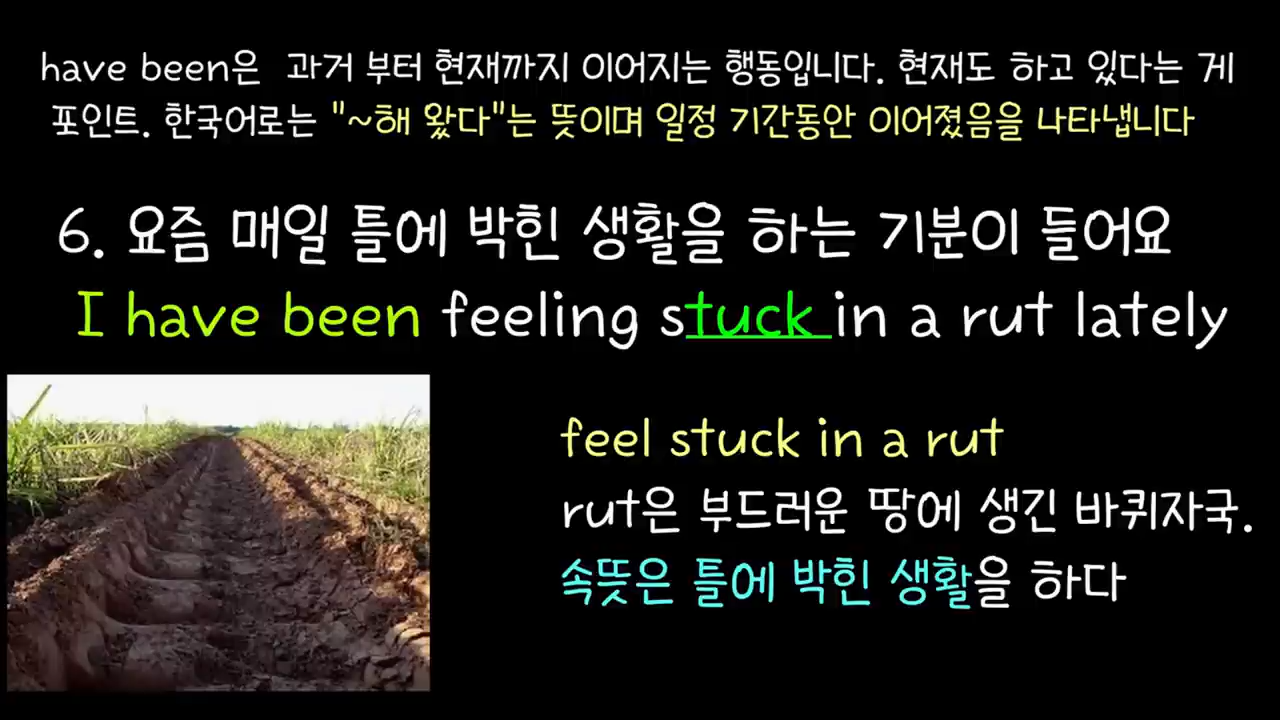 have been은 과거 부터 현재까지 이어지는 행동입니다. 현재도 하고 있다는 게
포인트. 한국어로는 "~해 왔다"는 뜻이며 일정 기간동안 이어졌음을 나타냅니다
6. 요즘 매일 틀에 박힌 생활을 하는 기분이 들어요
I have been feeling stuck in a rut lately
feel stuck in a rut
rut은 부드러운 땅에 생긴 바퀴자국.
속뜻은 틀에 박힌 생활을 하다